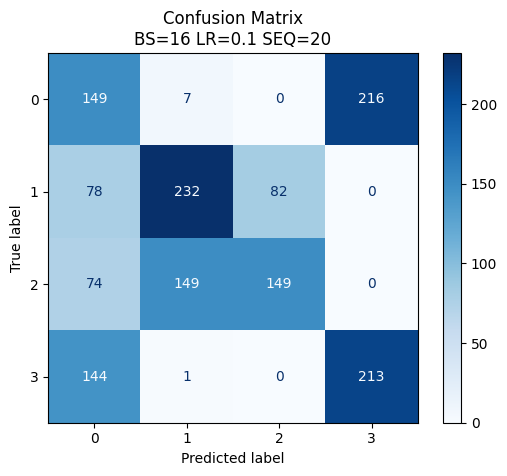 Confusion Matrix
BS=16 LR=0.1 SEQ=20
0 149 7 0 216
1 78 232 82 0
2 74 149 149 0
3 144 1 0 213
0 1 2 3
True label
Predicted label
200
150
100
50
0